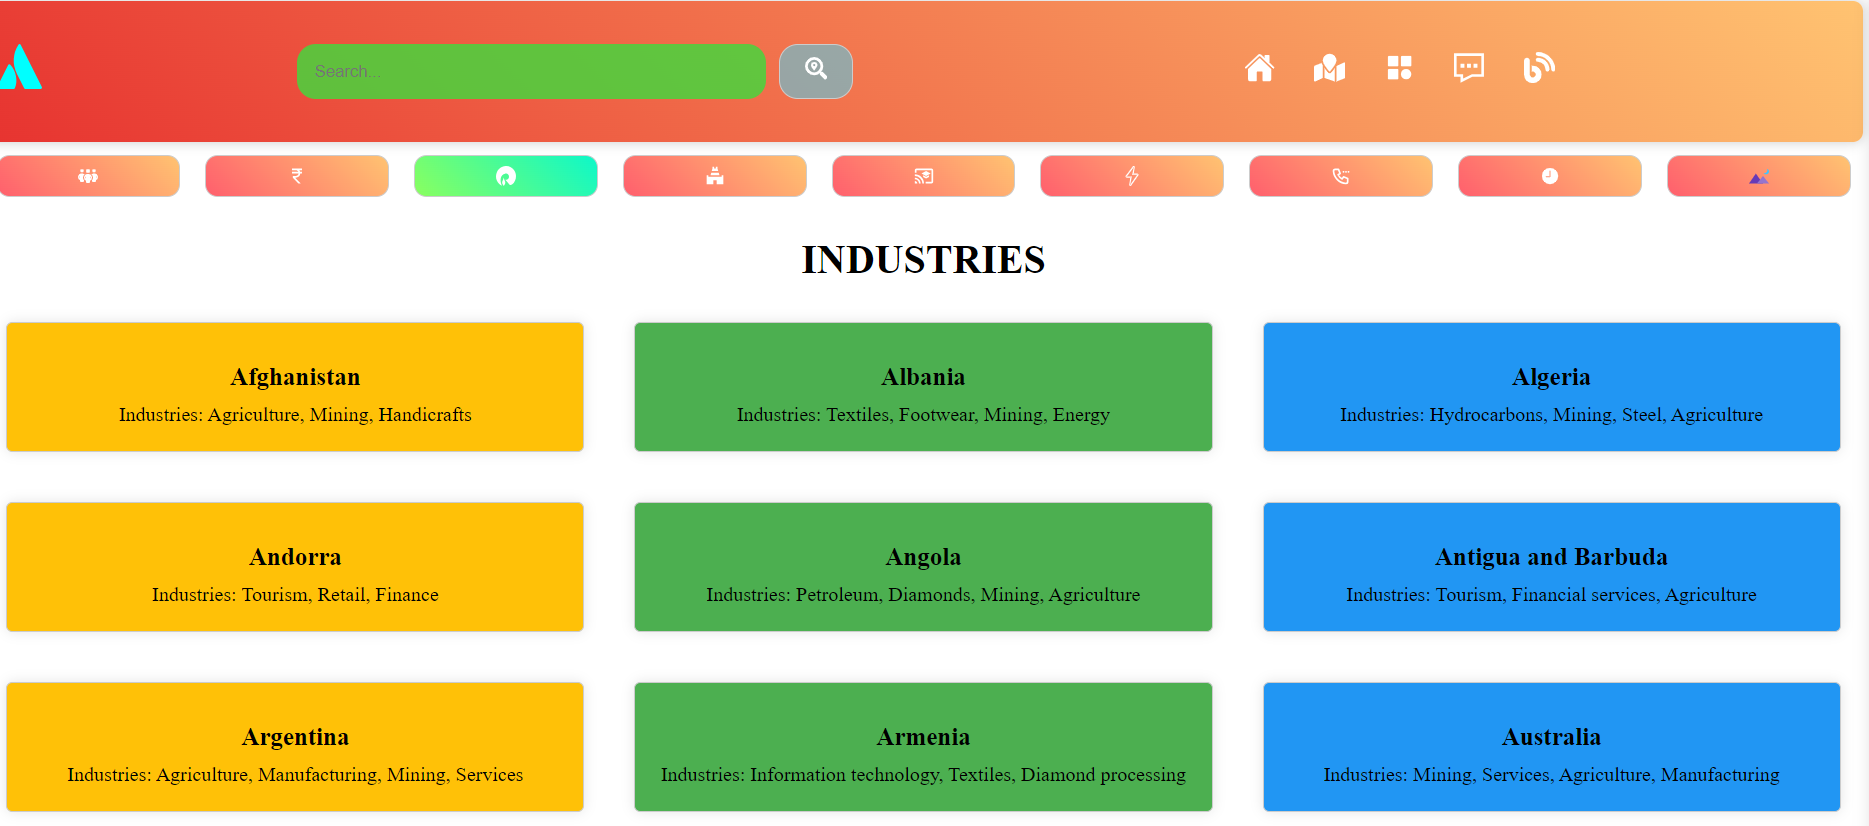 Search...
INDUSTRIES
Afghanistan
Industries: Agriculture, Mining, Handicrafts
Albania
Industries: Textiles, Footwear, Mining, Energy
Algeria
Industries: Hydrocarbons, Mining, Steel, Agriculture
Andorra
Industries: Tourism, Retail, Finance
Angola
Industries: Petroleum, Diamonds, Mining, Agriculture
Antigua and Barbuda
Industries: Tourism, Financial services, Agriculture
Argentina
Industries: Agriculture, Manufacturing, Mining, Services
Armenia
Industries: Information technology, Textiles, Diamond processing
Australia
Industries: Mining, Services, Agriculture, Manufacturing